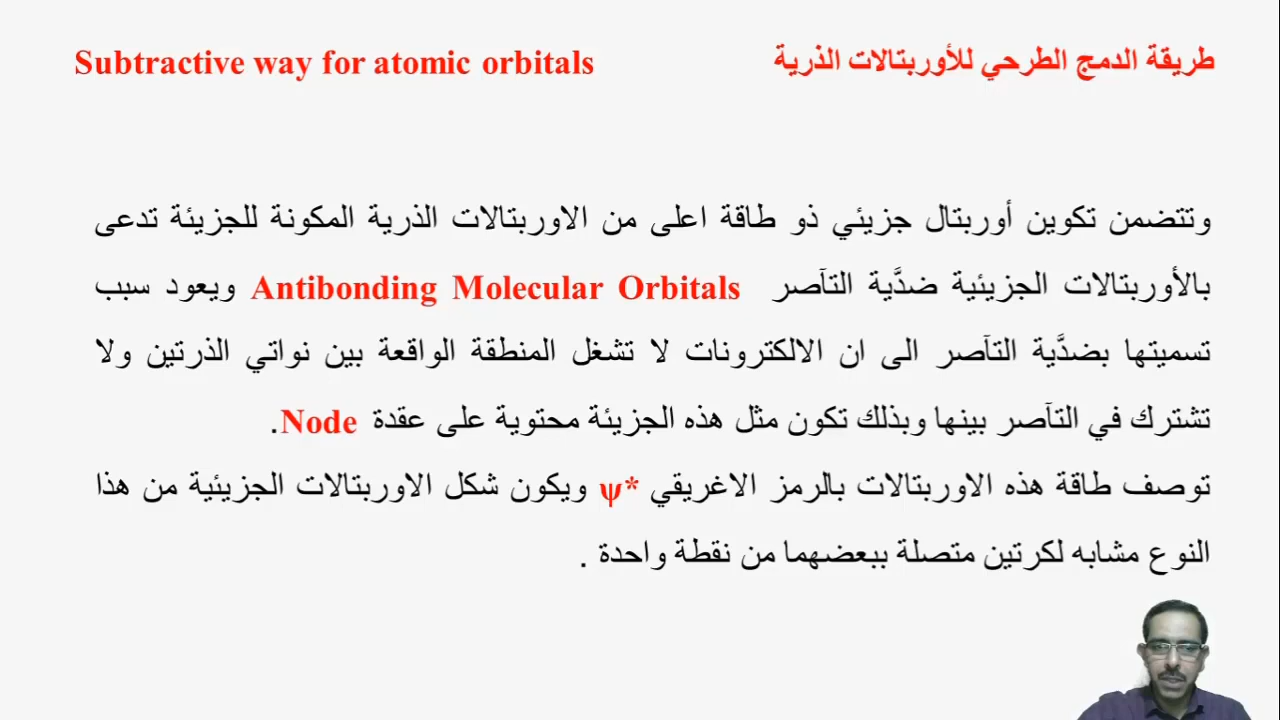 طريقة الدمج الطرحي للأوربتالات الذرية
Subtractive way for atomic orbitals
وتتضمن تكوين أوربتال جزيئي ذو طاقة اعلى من الاوربتالات الذرية المكونة للجزيئة تدعى
بالأوربتالات الجزيئية ضدَّية التآصر Antibonding Molecular Orbitals ويعود سبب
تسميتها بضدَّية التآصر الى ان الالكترونات لا تشغل المنطقة الواقعة بين نواتي الذرتين ولا
تشترك في التآصر بينها وبذلك تكون مثل هذه الجزيئة محتوية على عقدة Node.
توصف طاقة هذه الاوربتالات بالرمز الاغريقي ψ* ويكون شكل الاوربتالات الجزيئية من هذا
النوع مشابه لكرتين متصلة ببعضهما من نقطة واحدة .